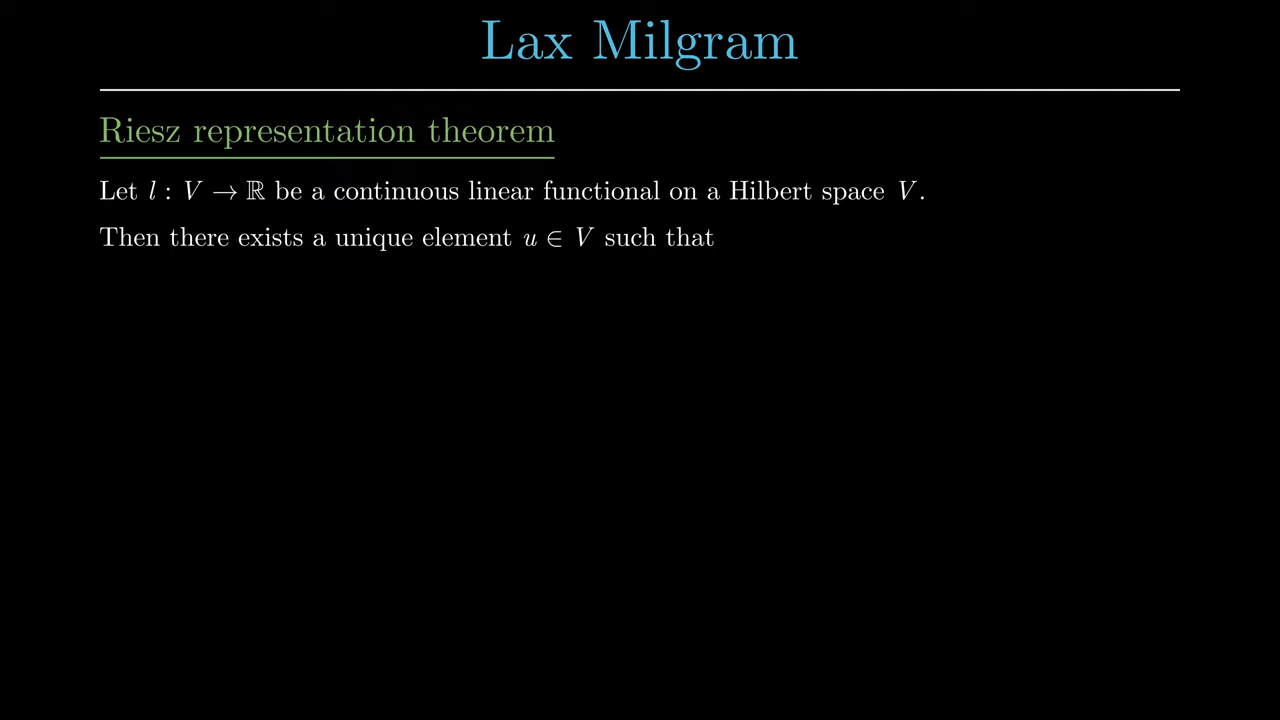 Lax Milgram
Riesz representation theorem
Let l : V → ℝ be a continuous linear functional on a Hilbert space V.
Then there exists a unique element u ∈ V such that